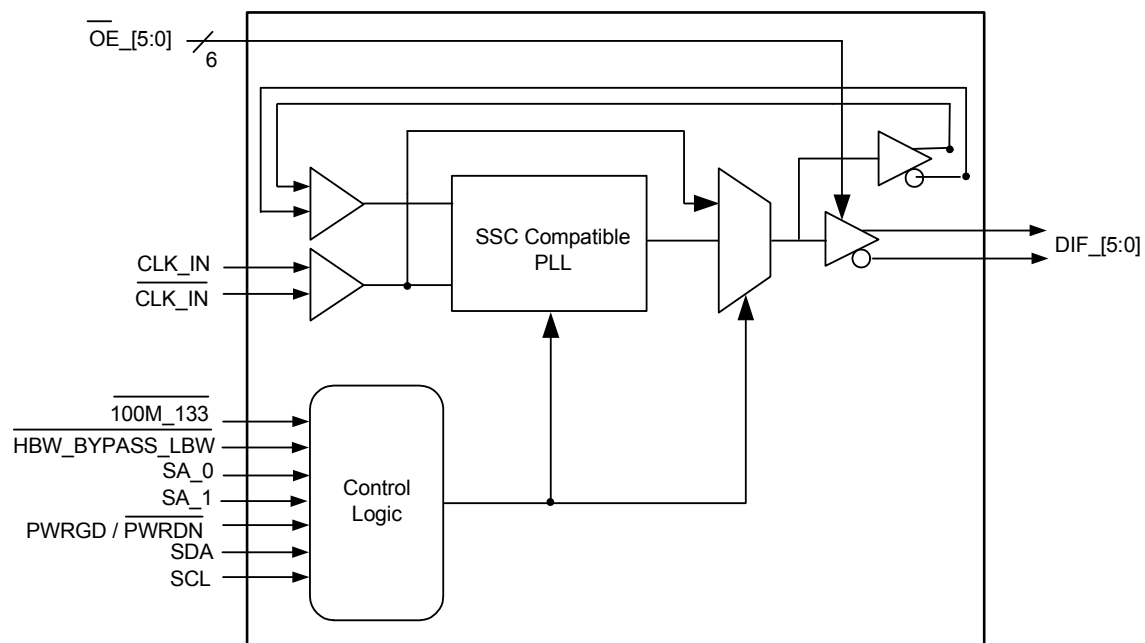 OE_[5:0]
6
SSC Compatible
PLL
DIF_[5:0]
CLK_IN
CLK_IN
100M_133
HBW_BYPASS_LBW
SA_0
SA_1
PWRGD / PWRDN
SDA
SCL
Control
Logic